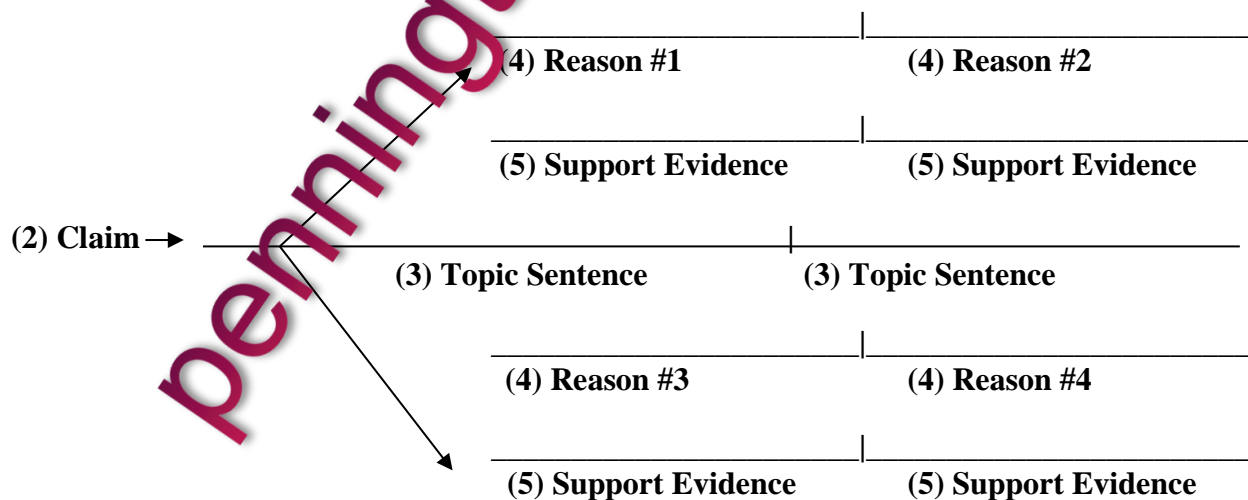 (4) Reason #1 (4) Reason #2
(5) Support Evidence (5) Support Evidence
(2) Claim
(3) Topic Sentence (3) Topic Sentence
(4) Reason #3 (4) Reason #4
(5) Support Evidence (5) Support Evidence